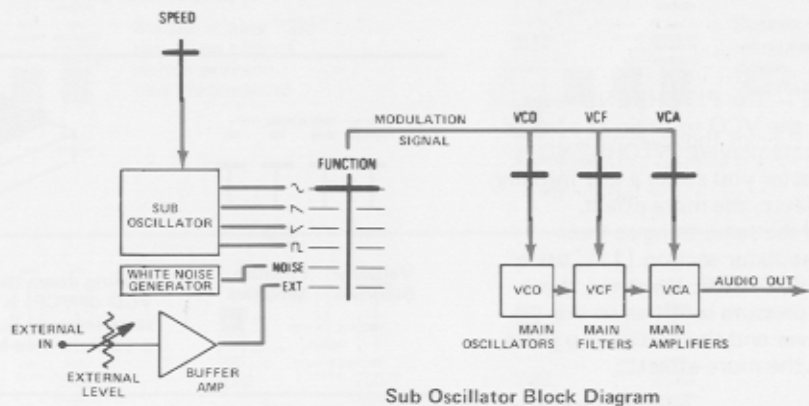 SPEED
MODULATION
SIGNAL
VCO
VCF
VCA
FUNCTION
SUB
OSCILLATOR
WHITE NOISE
GENERATOR
NOISE
EXT
EXTERNAL
IN
EXTERNAL
LEVEL
BUFFER
AMP
VCO
VCF
VCA
AUDIO OUT
MAIN
OSCILLATORS
MAIN
FILTERS
MAIN
AMPLIFIERS
Sub Oscillator Block Diagram